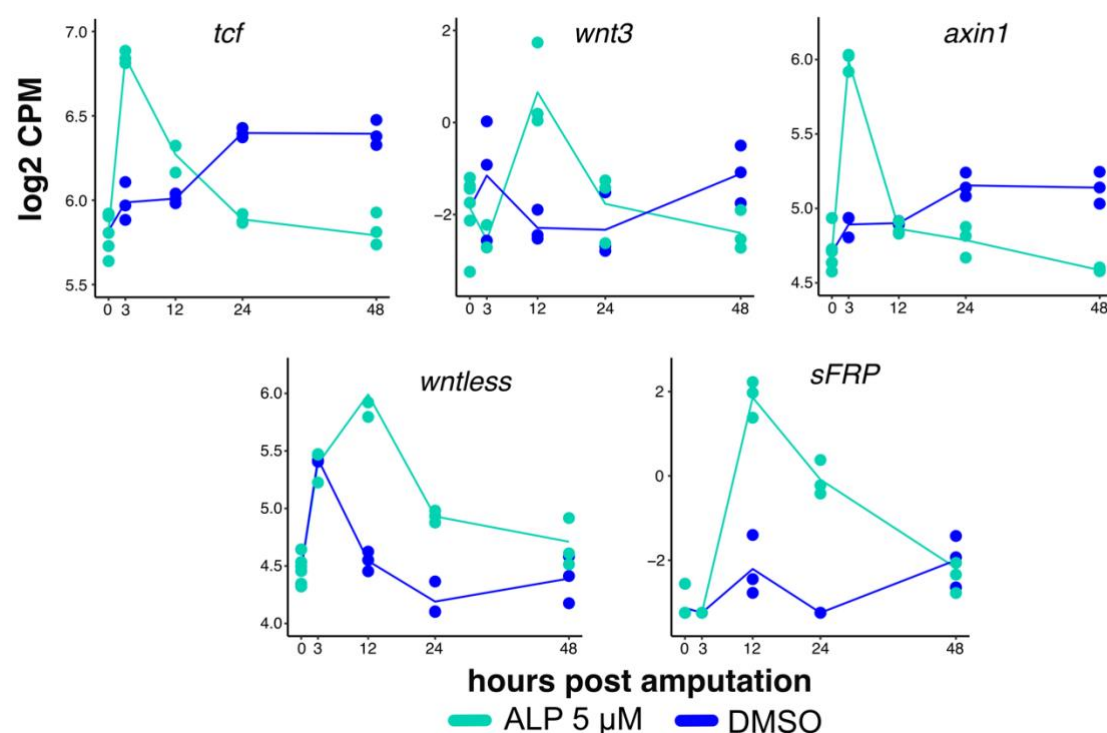 tcf
wnt3
axin1
log2 CPM
7.0
6.5
6.0
5.5
0 3 12 24 48
2
0
−2
0 3 12 24 48
6.0
5.5
5.0
4.5
0 3 12 24 48
wntless
sFRP
6.0
5.5
5.0
4.5
4.0
0 3 12 24 48
2
0
−2
0 3 12 24 48
hours post amputation
ALP 5 µM DMSO